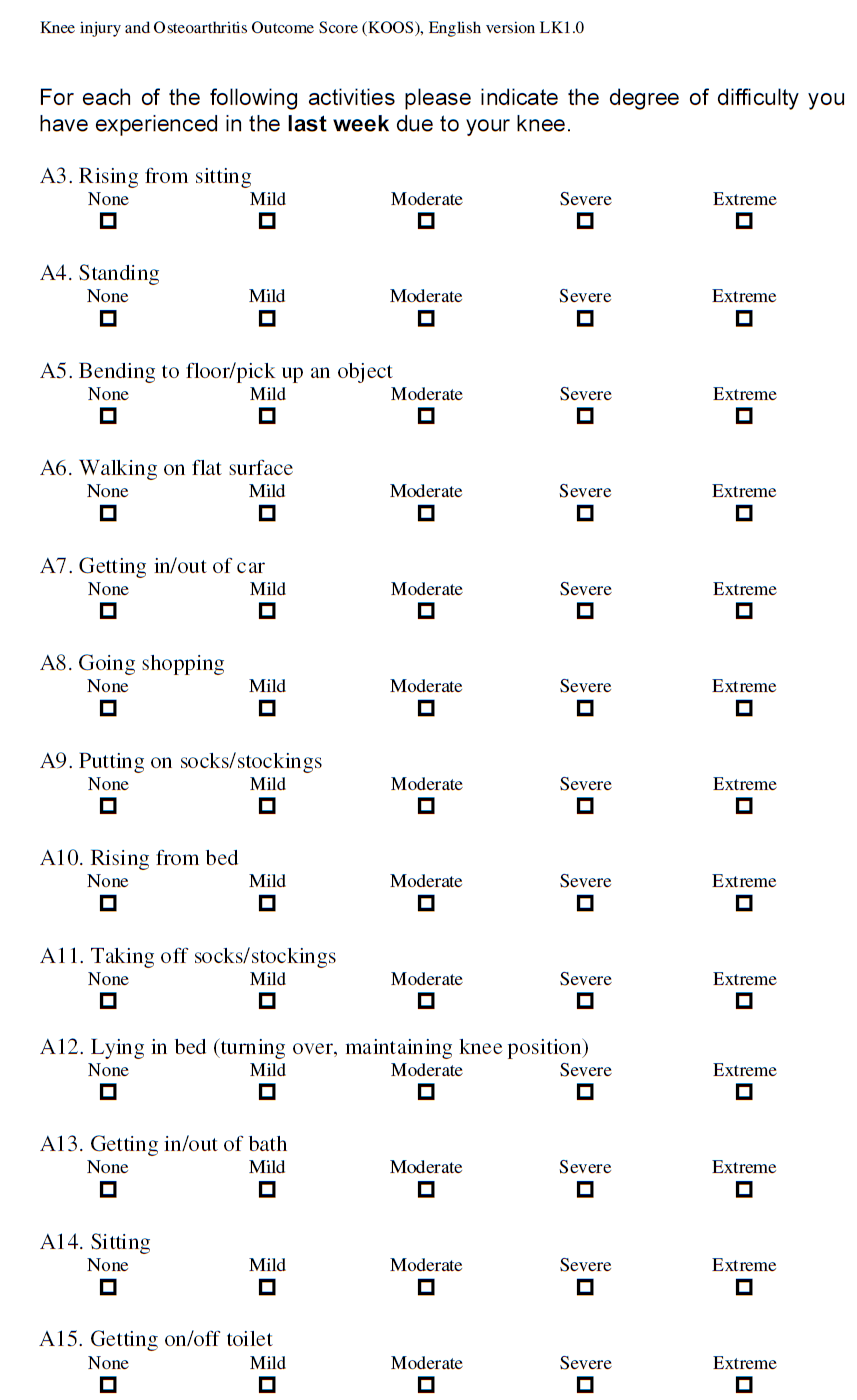 Knee injury and Osteoarthritis Outcome Score (KOOS), English version LK1.0
For each of the following activities please indicate the degree of difficulty you
have experienced in the last week due to your knee.
A3. Rising from sitting
None Mild Moderate Severe Extreme
A4. Standing
None Mild Moderate Severe Extreme
A5. Bending to floor/pick up an object
None Mild Moderate Severe Extreme
A6. Walking on flat surface
None Mild Moderate Severe Extreme
A7. Getting in/out of car
None Mild Moderate Severe Extreme
A8. Going shopping
None Mild Moderate Severe Extreme
A9. Putting on socks/stockings
None Mild Moderate Severe Extreme
A10. Rising from bed
None Mild Moderate Severe Extreme
A11. Taking off socks/stockings
None Mild Moderate Severe Extreme
A12. Lying in bed (turning over, maintaining knee position)
None Mild Moderate Severe Extreme
A13. Getting in/out of bath
None Mild Moderate Severe Extreme
A14. Sitting
None Mild Moderate Severe Extreme
A15. Getting on/off toilet
None Mild Moderate Severe Extreme